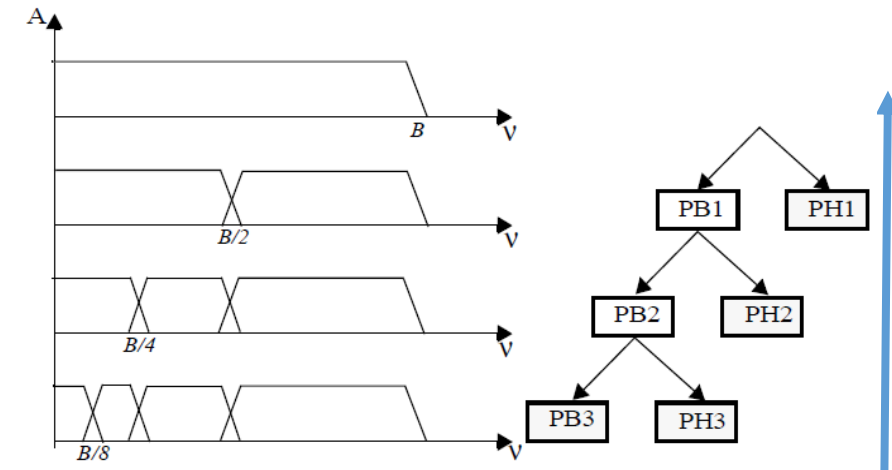 A
B
ν
PB1 PH1
B/2
ν
PB2 PH2
B/4
ν
PB3 PH3
B/8
ν